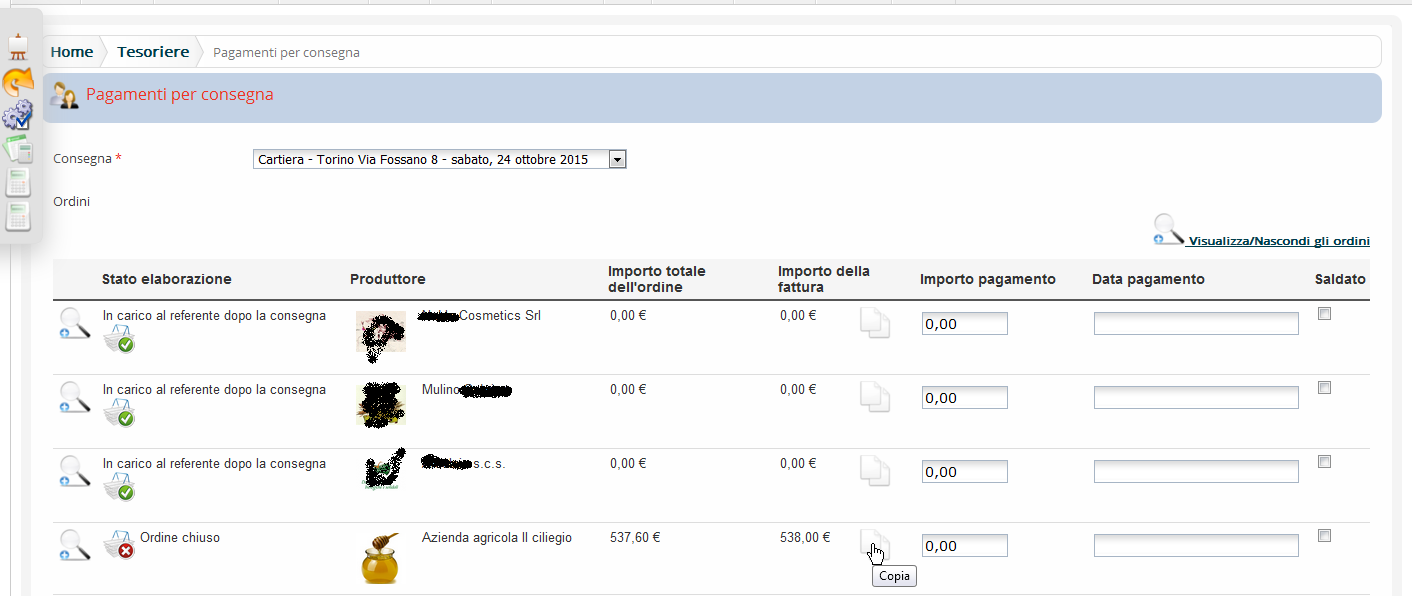 Home Tesoriere Pagamenti per consegna
Pagamenti per consegna
Consegna * Cartiera - Torino Via Fossano 8 - sabato, 24 ottobre 2015
Ordini
Visualizza/Nascondi gli ordini
Stato elaborazione Produttore Importo totale dell'ordine Importo della fattura Importo pagamento Data pagamento Saldato
In carico al referente dopo la consegna Cosmetics Srl 0,00 € 0,00 € 0,00
In carico al referente dopo la consegna Mulino 0,00 € 0,00 € 0,00
In carico al referente dopo la consegna s.c.s. 0,00 € 0,00 € 0,00
Ordine chiuso Azienda agricola Il ciliegio 537,60 € 538,00 € 0,00
Copia